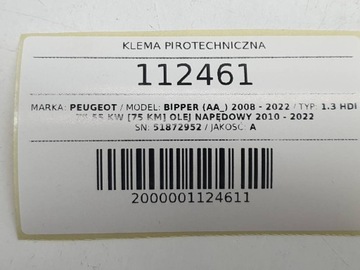 KLEMA PIROTECHNICZNA
112461
MARKA: PEUGEOT / MODEL: BIPPER (AA_) 2008 - 2022 / TYP: 1.3 HDI
75 55 KW [75 KM] OLEJ NAPĘDOWY 2010 - 2022
SN: 51872952 / JAKOŚĆ: A
2000001124611